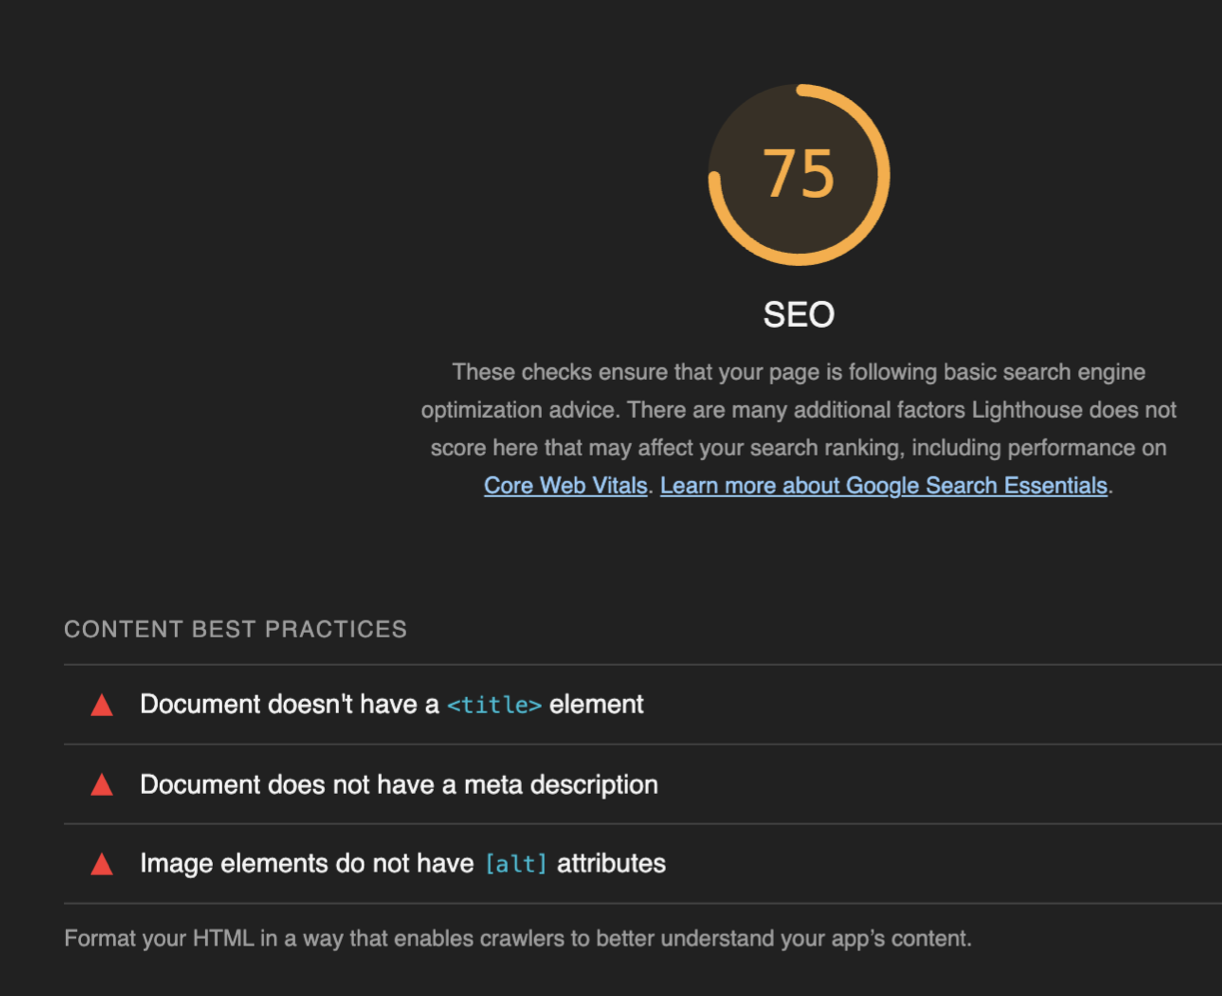 75
SEO
These checks ensure that your page is following basic search engine
optimization advice. There are many additional factors Lighthouse does not
score here that may affect your search ranking, including performance on
Core Web Vitals. Learn more about Google Search Essentials.
CONTENT BEST PRACTICES
Document doesn't have a <title> element
Document does not have a meta description
Image elements do not have [alt] attributes
Format your HTML in a way that enables crawlers to better understand your app’s content.